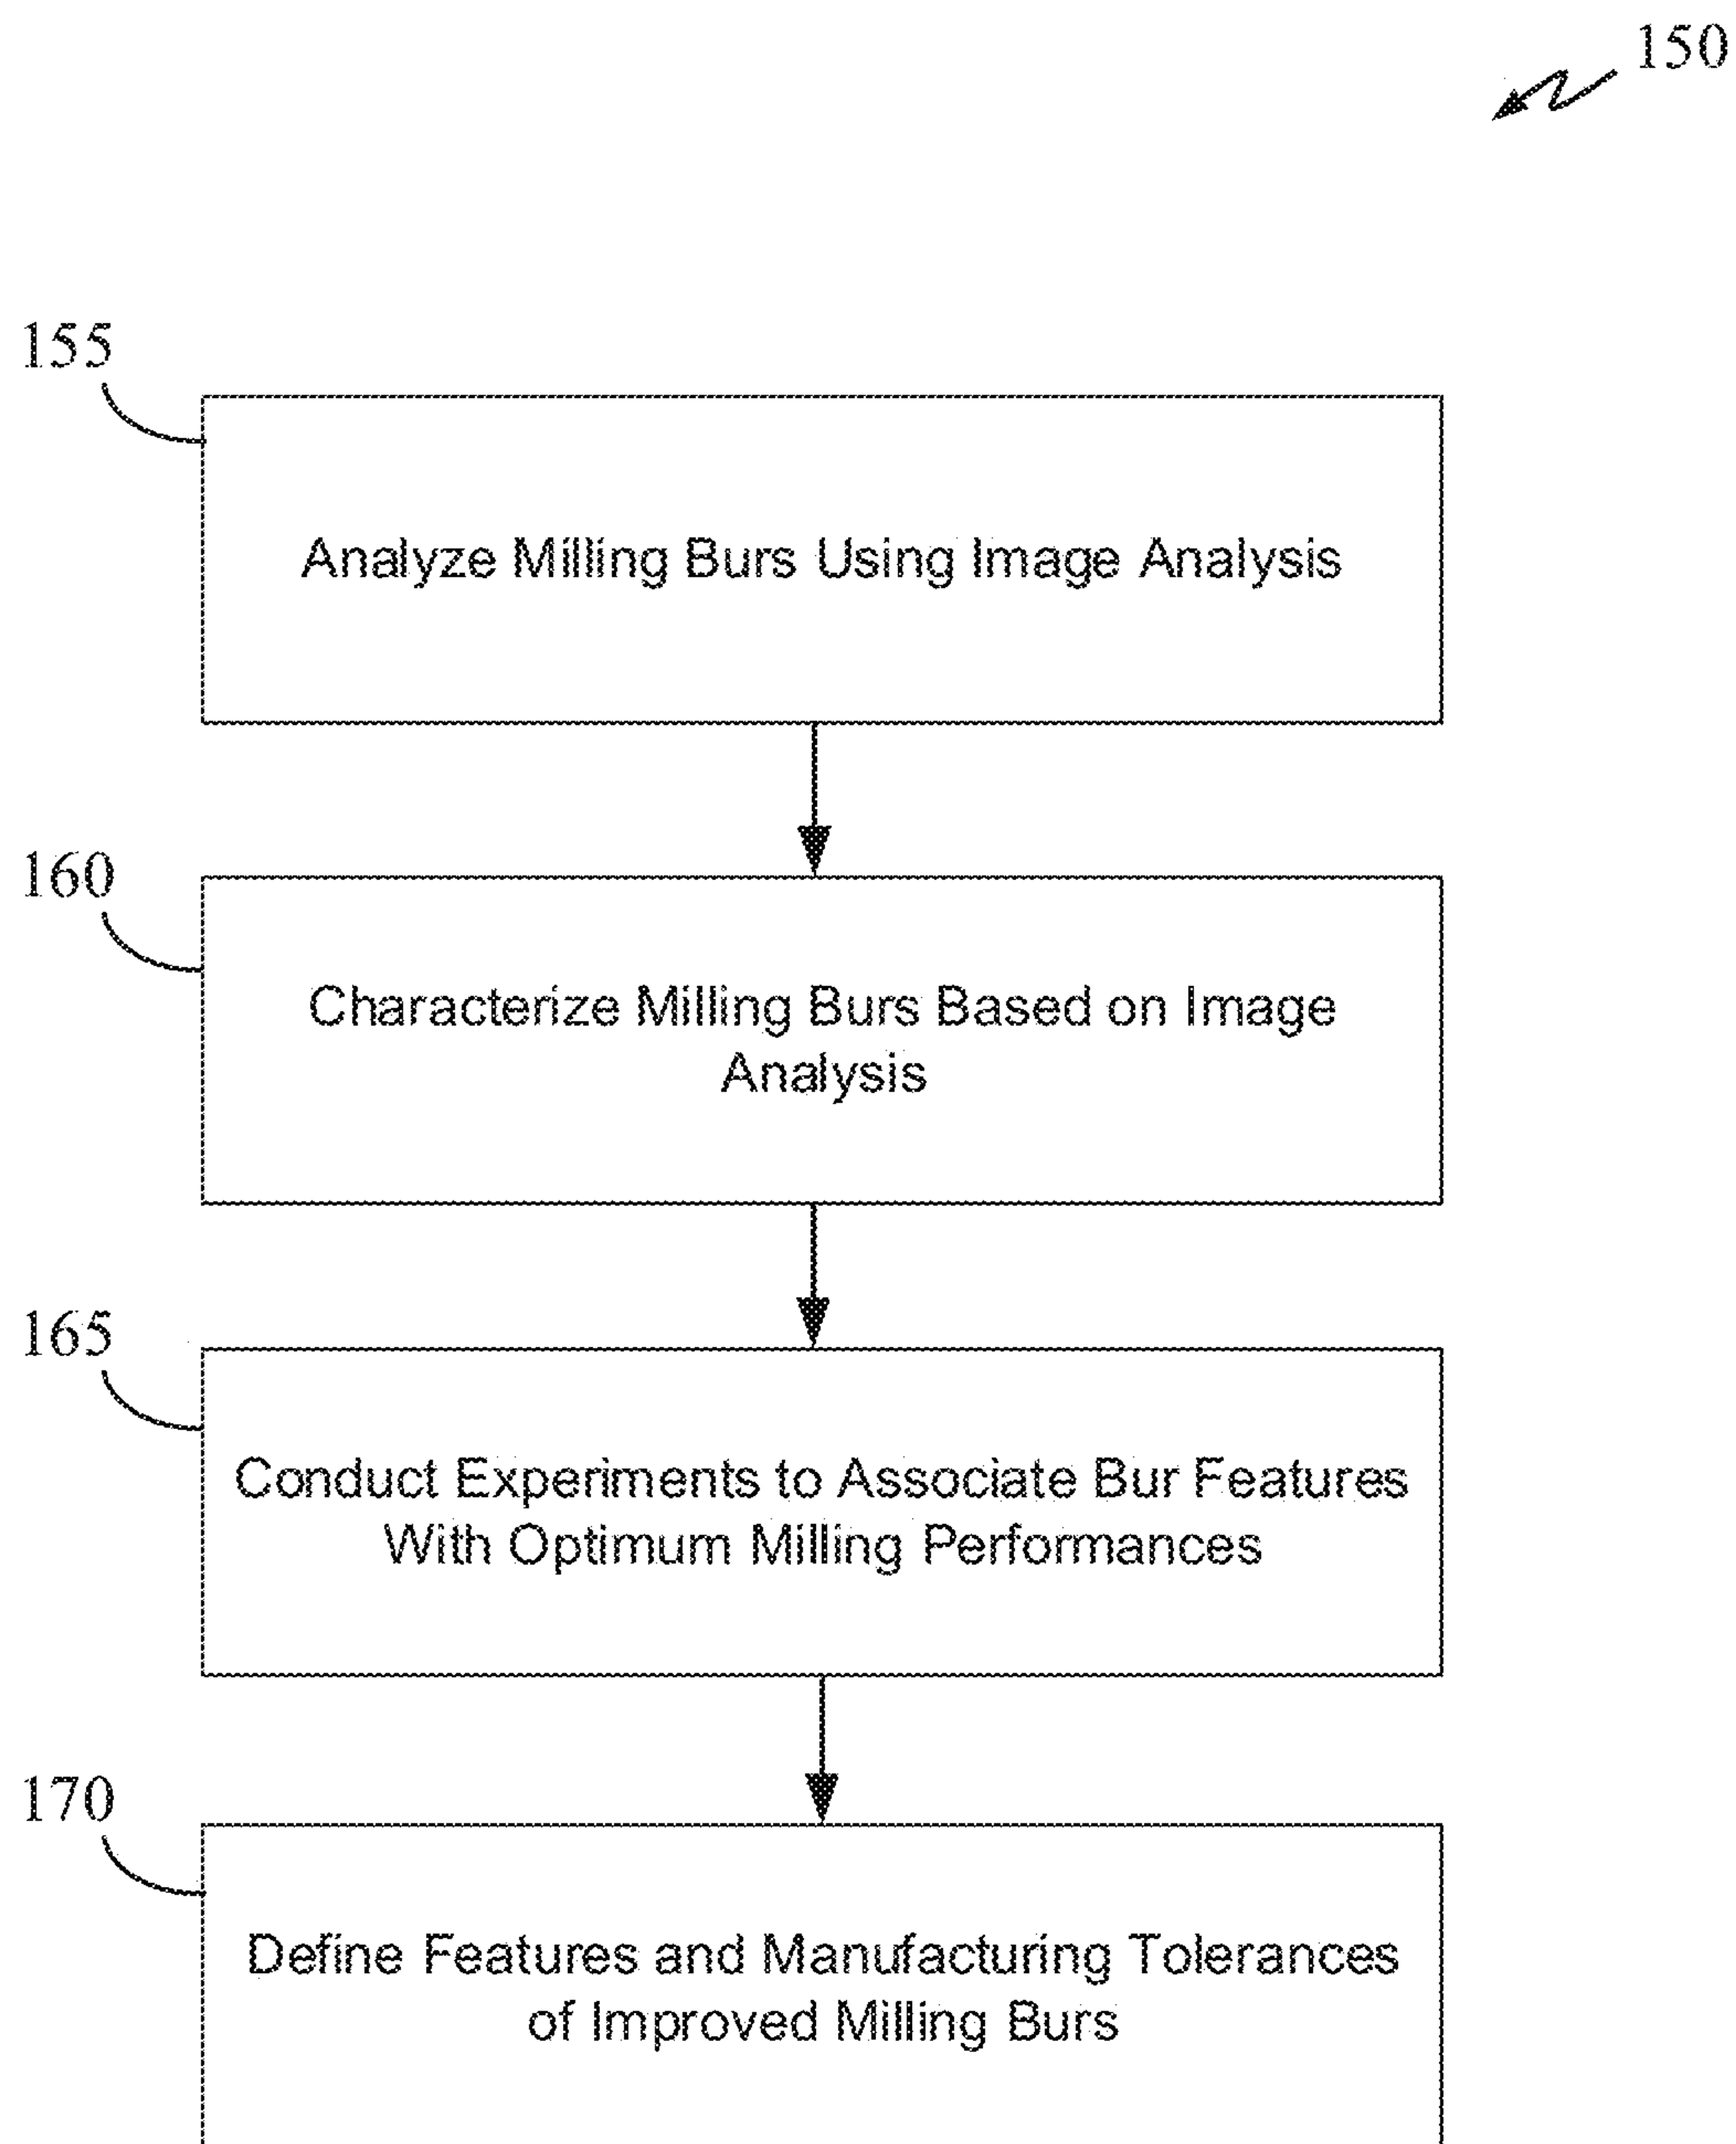 150
155
Analyze Milling Burs Using Image Analysis
160
Characterize Milling Burs Based on Image
Analysis
165
Conduct Experiments to Associate Bur Features
With Optimum Milling Performances
170
Define Features and Manufacturing Tolerances
of Improved Milling Burs